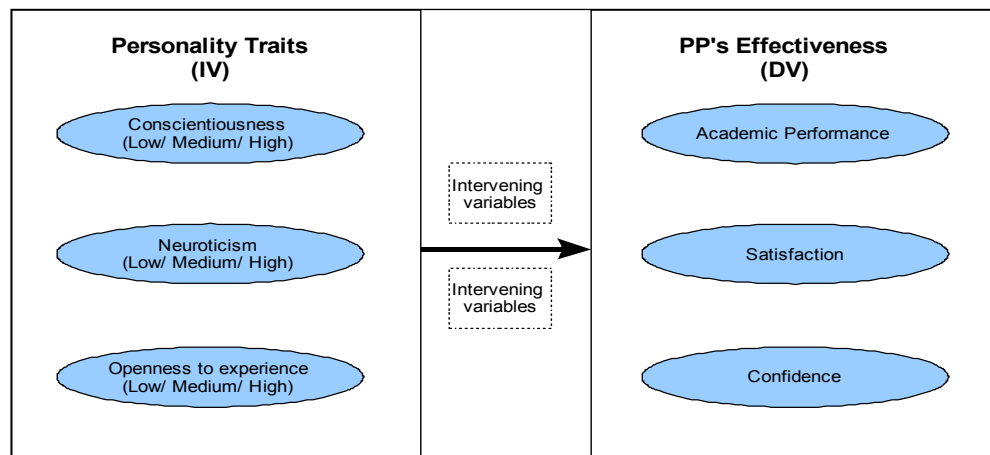 Personality Traits
(IV)
Conscientiousness
(Low/ Medium/ High)
Neuroticism
(Low/ Medium/ High)
Openness to experience
(Low/ Medium/ High)
Intervening
variables
Intervening
variables
PP's Effectiveness
(DV)
Academic Performance
Satisfaction
Confidence